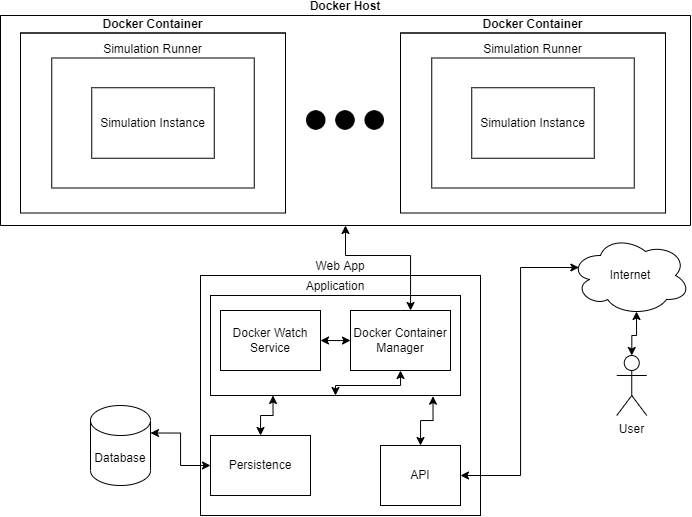 Docker Host
Docker Container
Docker Container
Simulation Runner
Simulation Runner
Simulation Instance
Simulation Instance
Web App
Internet
Application
Docker Watch
Service
Docker Container
Manager
User
Database
Persistence
API